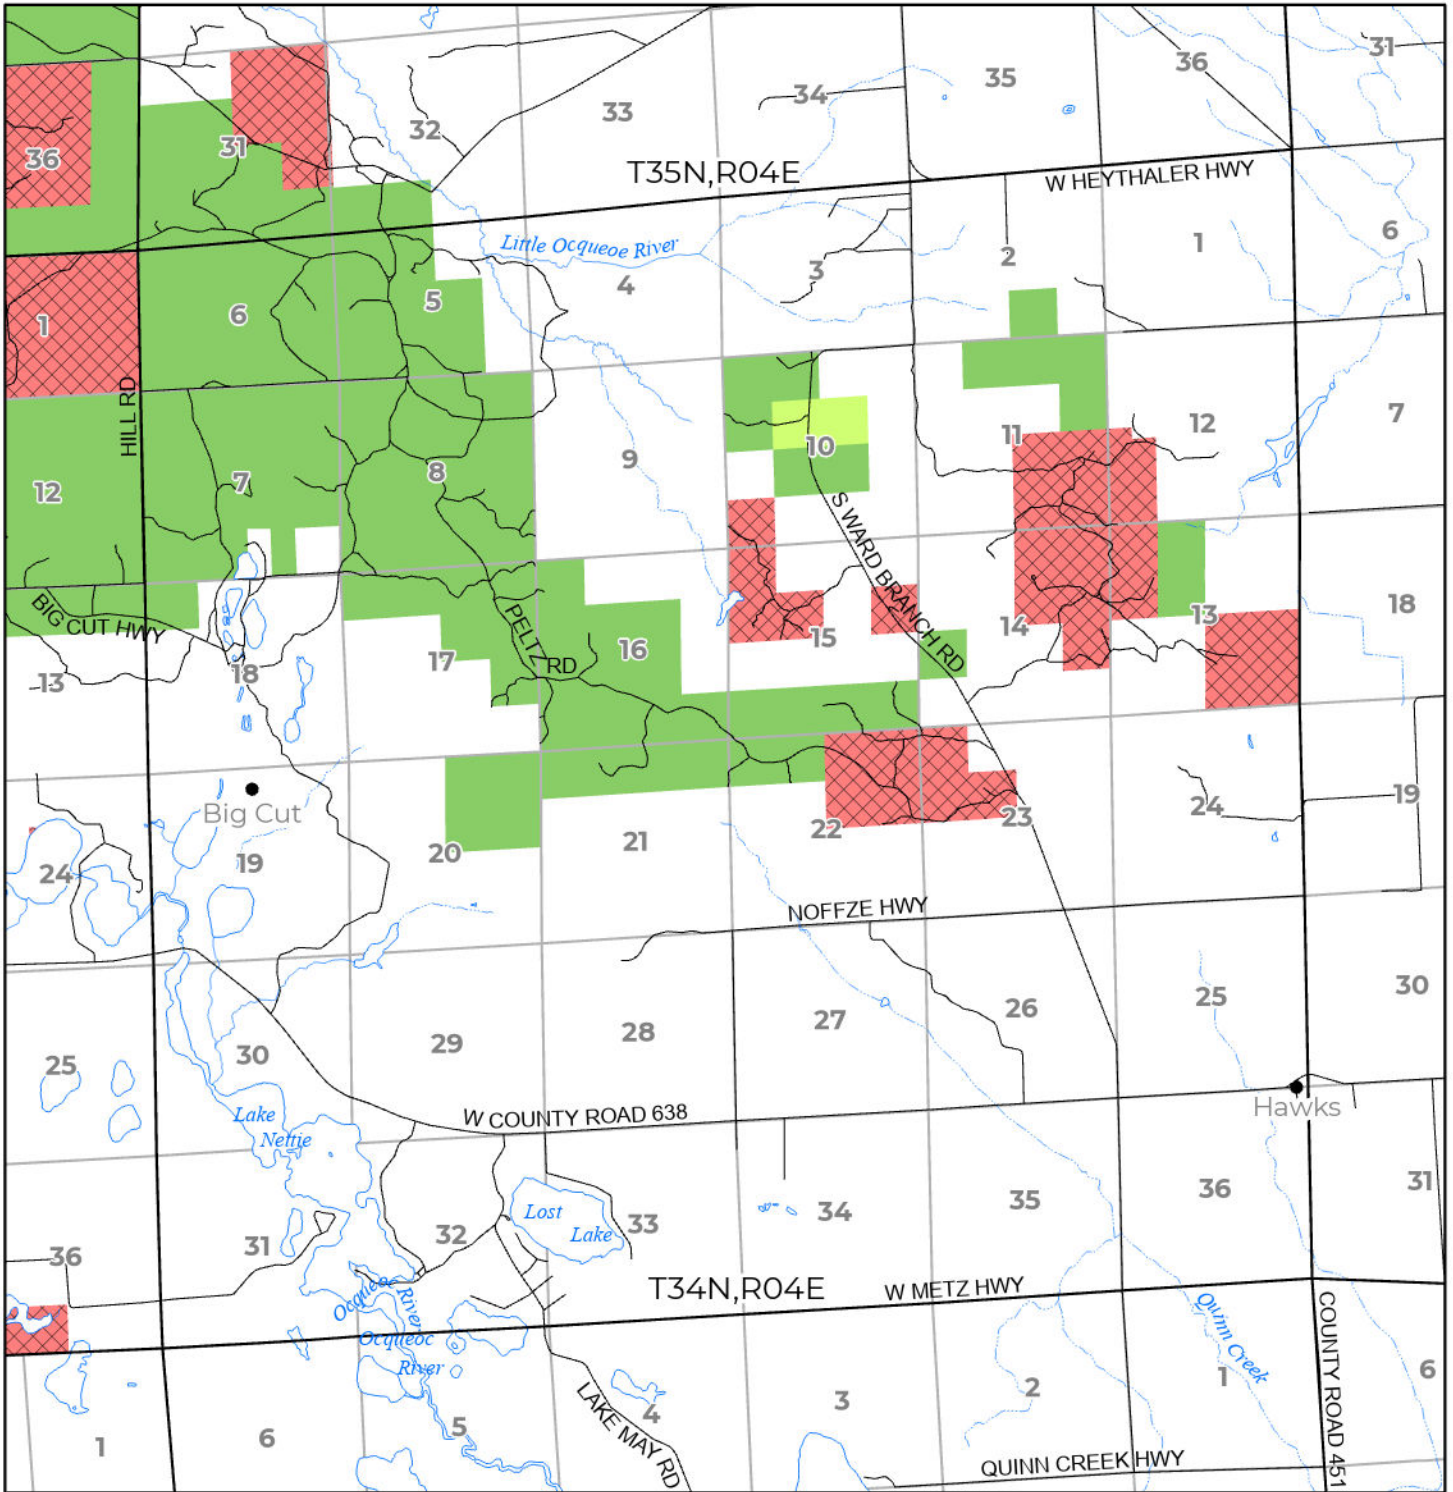 31
36
35
34
33
32
31
36
T35N,R04E
W HEYTHALER HWY
6
1
2
3
Little Ocqueoe River
4
5
6
1
HILL RD
7
12
11
10
9
8
7
12
S WARD BRANCH RD
BIG CUT HWY
PELTZ RD
18
13
14
15
16
17
18
13
Big Cut
19
24
23
22
21
20
19
24
NOFFZE HWY
30
25
26
27
28
29
30
25
Hawks
Lake
Nettie
W COUNTY ROAD 638
31
36
35
34
33
32
31
36
Lost
Lake
T34N,R04E
W METZ HWY
Ocqueoc River
Ocqueoc
River
Quinn Creek
COUNTY ROAD 451
6
1
2
3
4
5
6
1
LAKE MAY RD
QUINN CREEK HWY